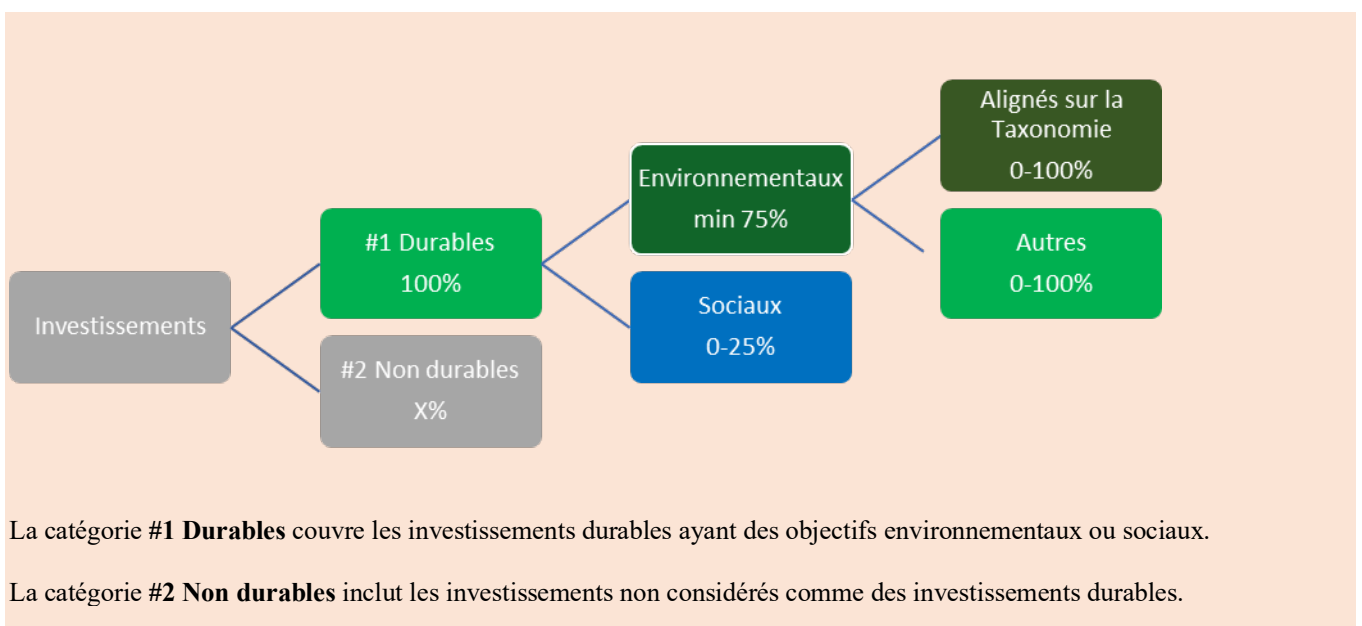 Investissements
#1 Durables
100%
#2 Non durables
X%
Environnementaux
min 75%
Sociaux
0-25%
Alignés sur la
Taxonomie
0-100%
Autres
0-100%
La catégorie #1 Durables couvre les investissements durables ayant des objectifs environnementaux ou sociaux.
La catégorie #2 Non durables inclut les investissements non considérés comme des investissements durables.